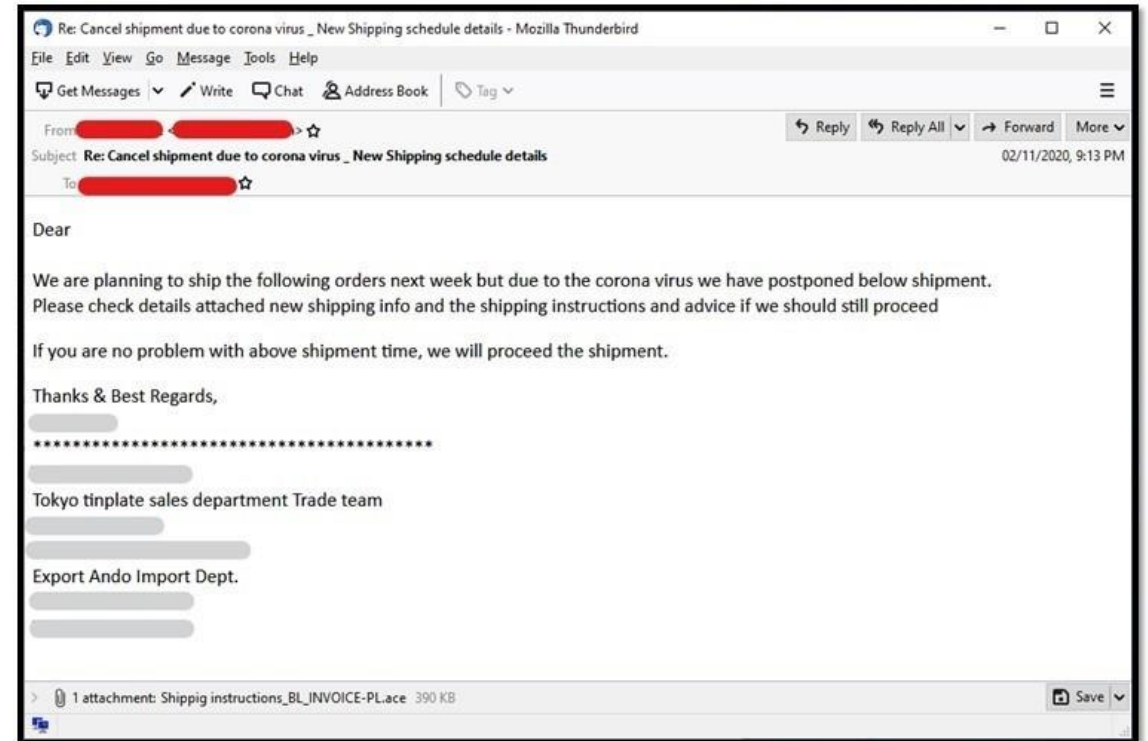 Re: Cancel shipment due to corona virus _ New Shipping schedule details - Mozilla Thunderbird
File Edit View Go Message Tools Help
Get Messages Write Chat Address Book Tag
From < > Reply Reply All Forward More
Subject Re: Cancel shipment due to corona virus _ New Shipping schedule details 02/11/2020, 9:13 PM
To
Dear
We are planning to ship the following orders next week but due to the corona virus we have postponed below shipment.
Please check details attached new shipping info and the shipping instructions and advice if we should still proceed
If you are no problem with above shipment time, we will proceed the shipment.
Thanks & Best Regards,
*****************************************
Tokyo tinplate sales department Trade team
Export Ando Import Dept.
1 attachment: Shippig instructions_BL_INVOICE-PL.ace 390 KB Save